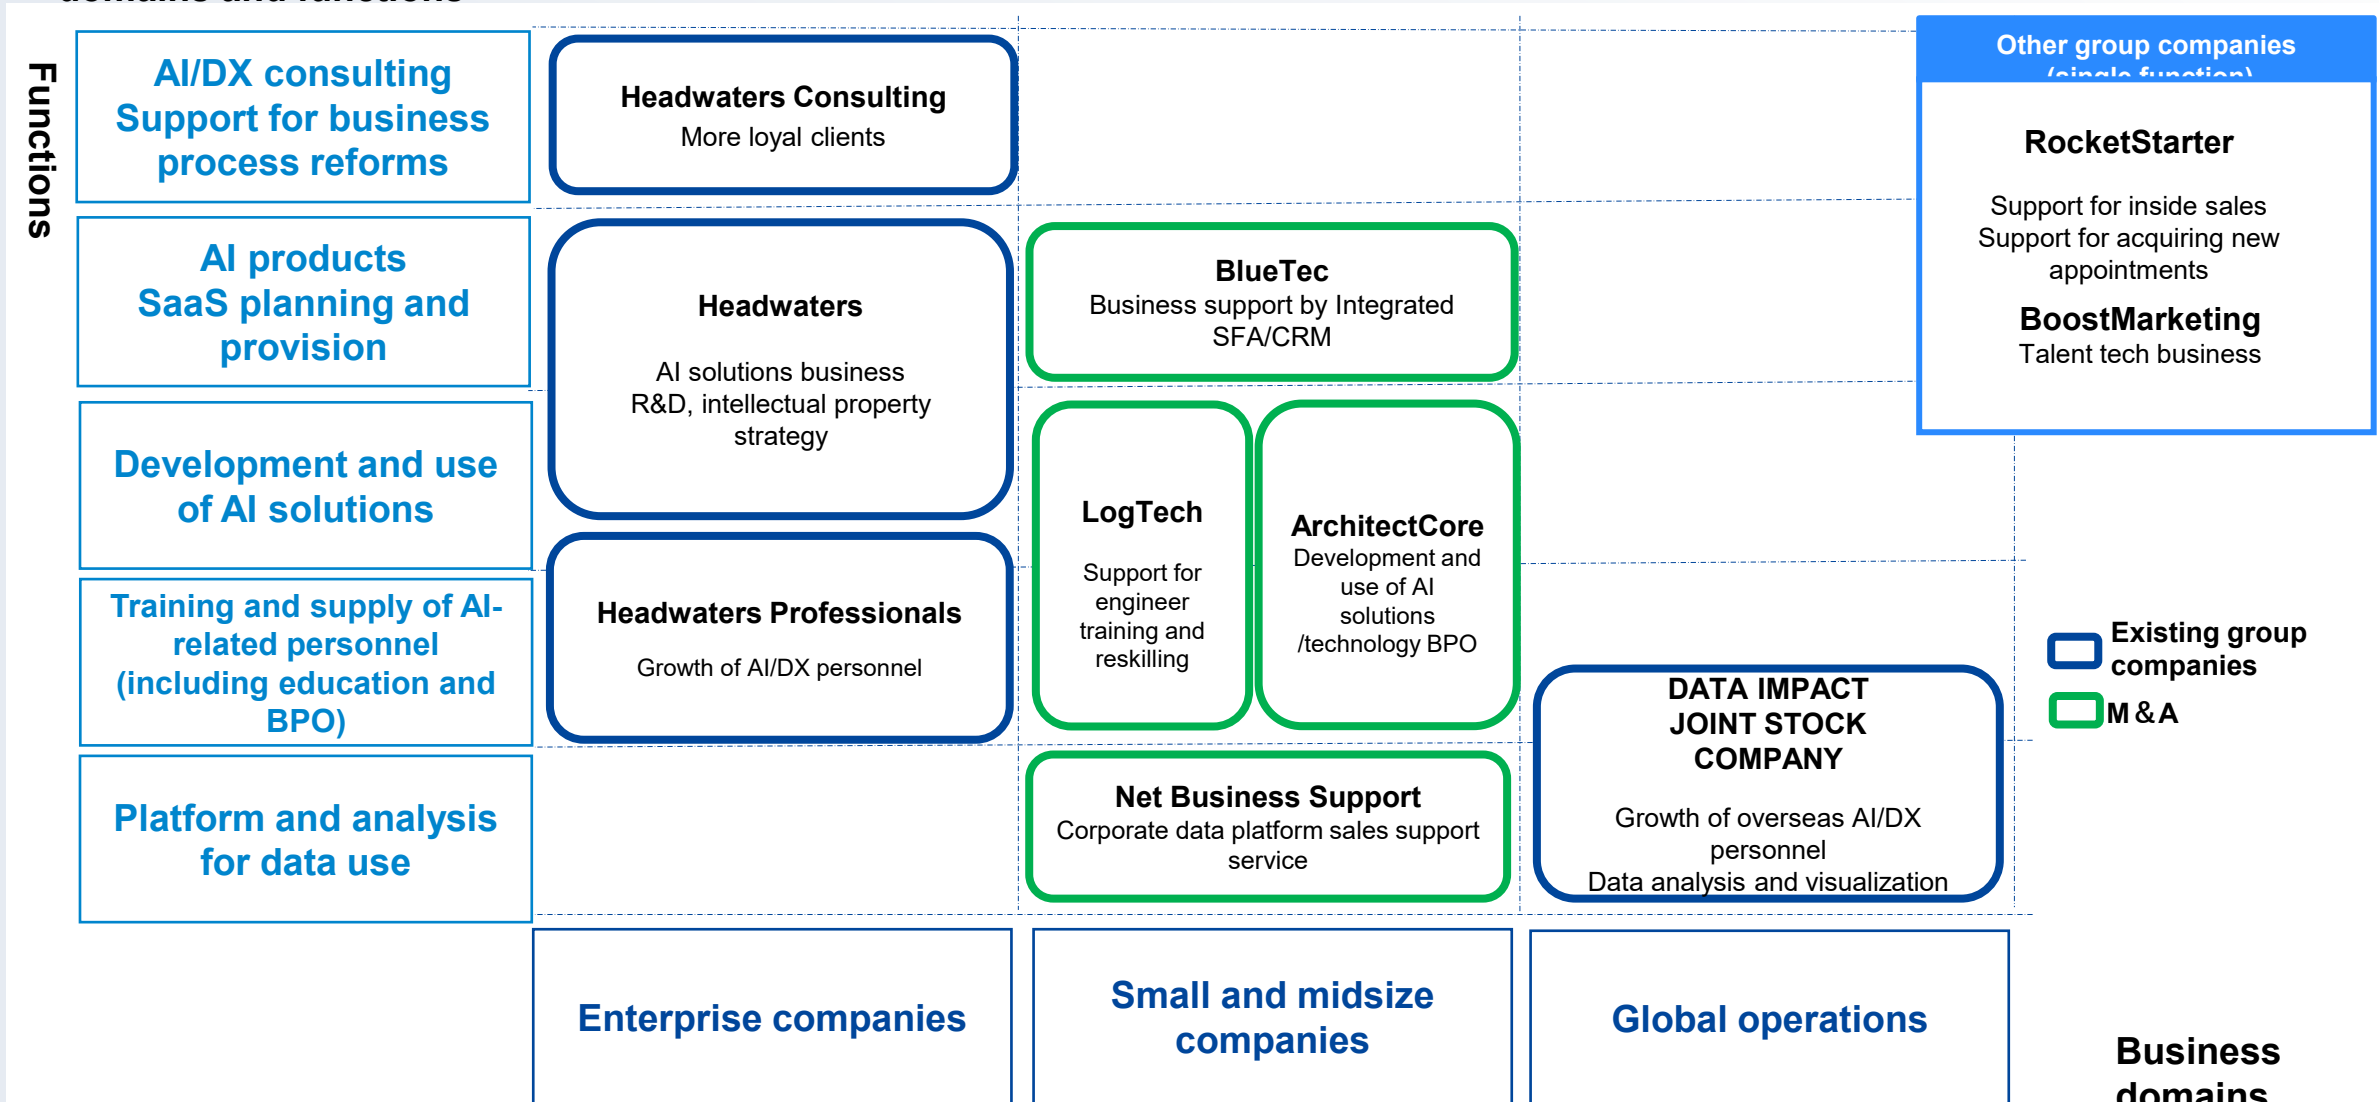 domains and functions
Functions
AI/DX consulting
Support for business
process reforms
AI products
SaaS planning and
provision
Development and use
of AI solutions
Training and supply of AI-
related personnel
(including education and
BPO)
Platform and analysis
for data use
Headwaters Consulting
More loyal clients
Headwaters
AI solutions business
R&D, intellectual property
strategy
Headwaters Professionals
Growth of AI/DX personnel
BlueTec
Business support by Integrated
SFA/CRM
LogTech
Support for
engineer
training and
reskilling
ArchitectCore
Development and
use of AI
solutions
/technology BPO
Net Business Support
Corporate data platform sales support
service
DATA IMPACT
JOINT STOCK
COMPANY
Growth of overseas AI/DX
personnel
Data analysis and visualization
Other group companies
(single function)
RocketStarter
Support for inside sales
Support for acquiring new
appointments
BoostMarketing
Talent tech business
Existing group
companies
M&A
Enterprise companies
Small and midsize
companies
Global operations
Business
domains